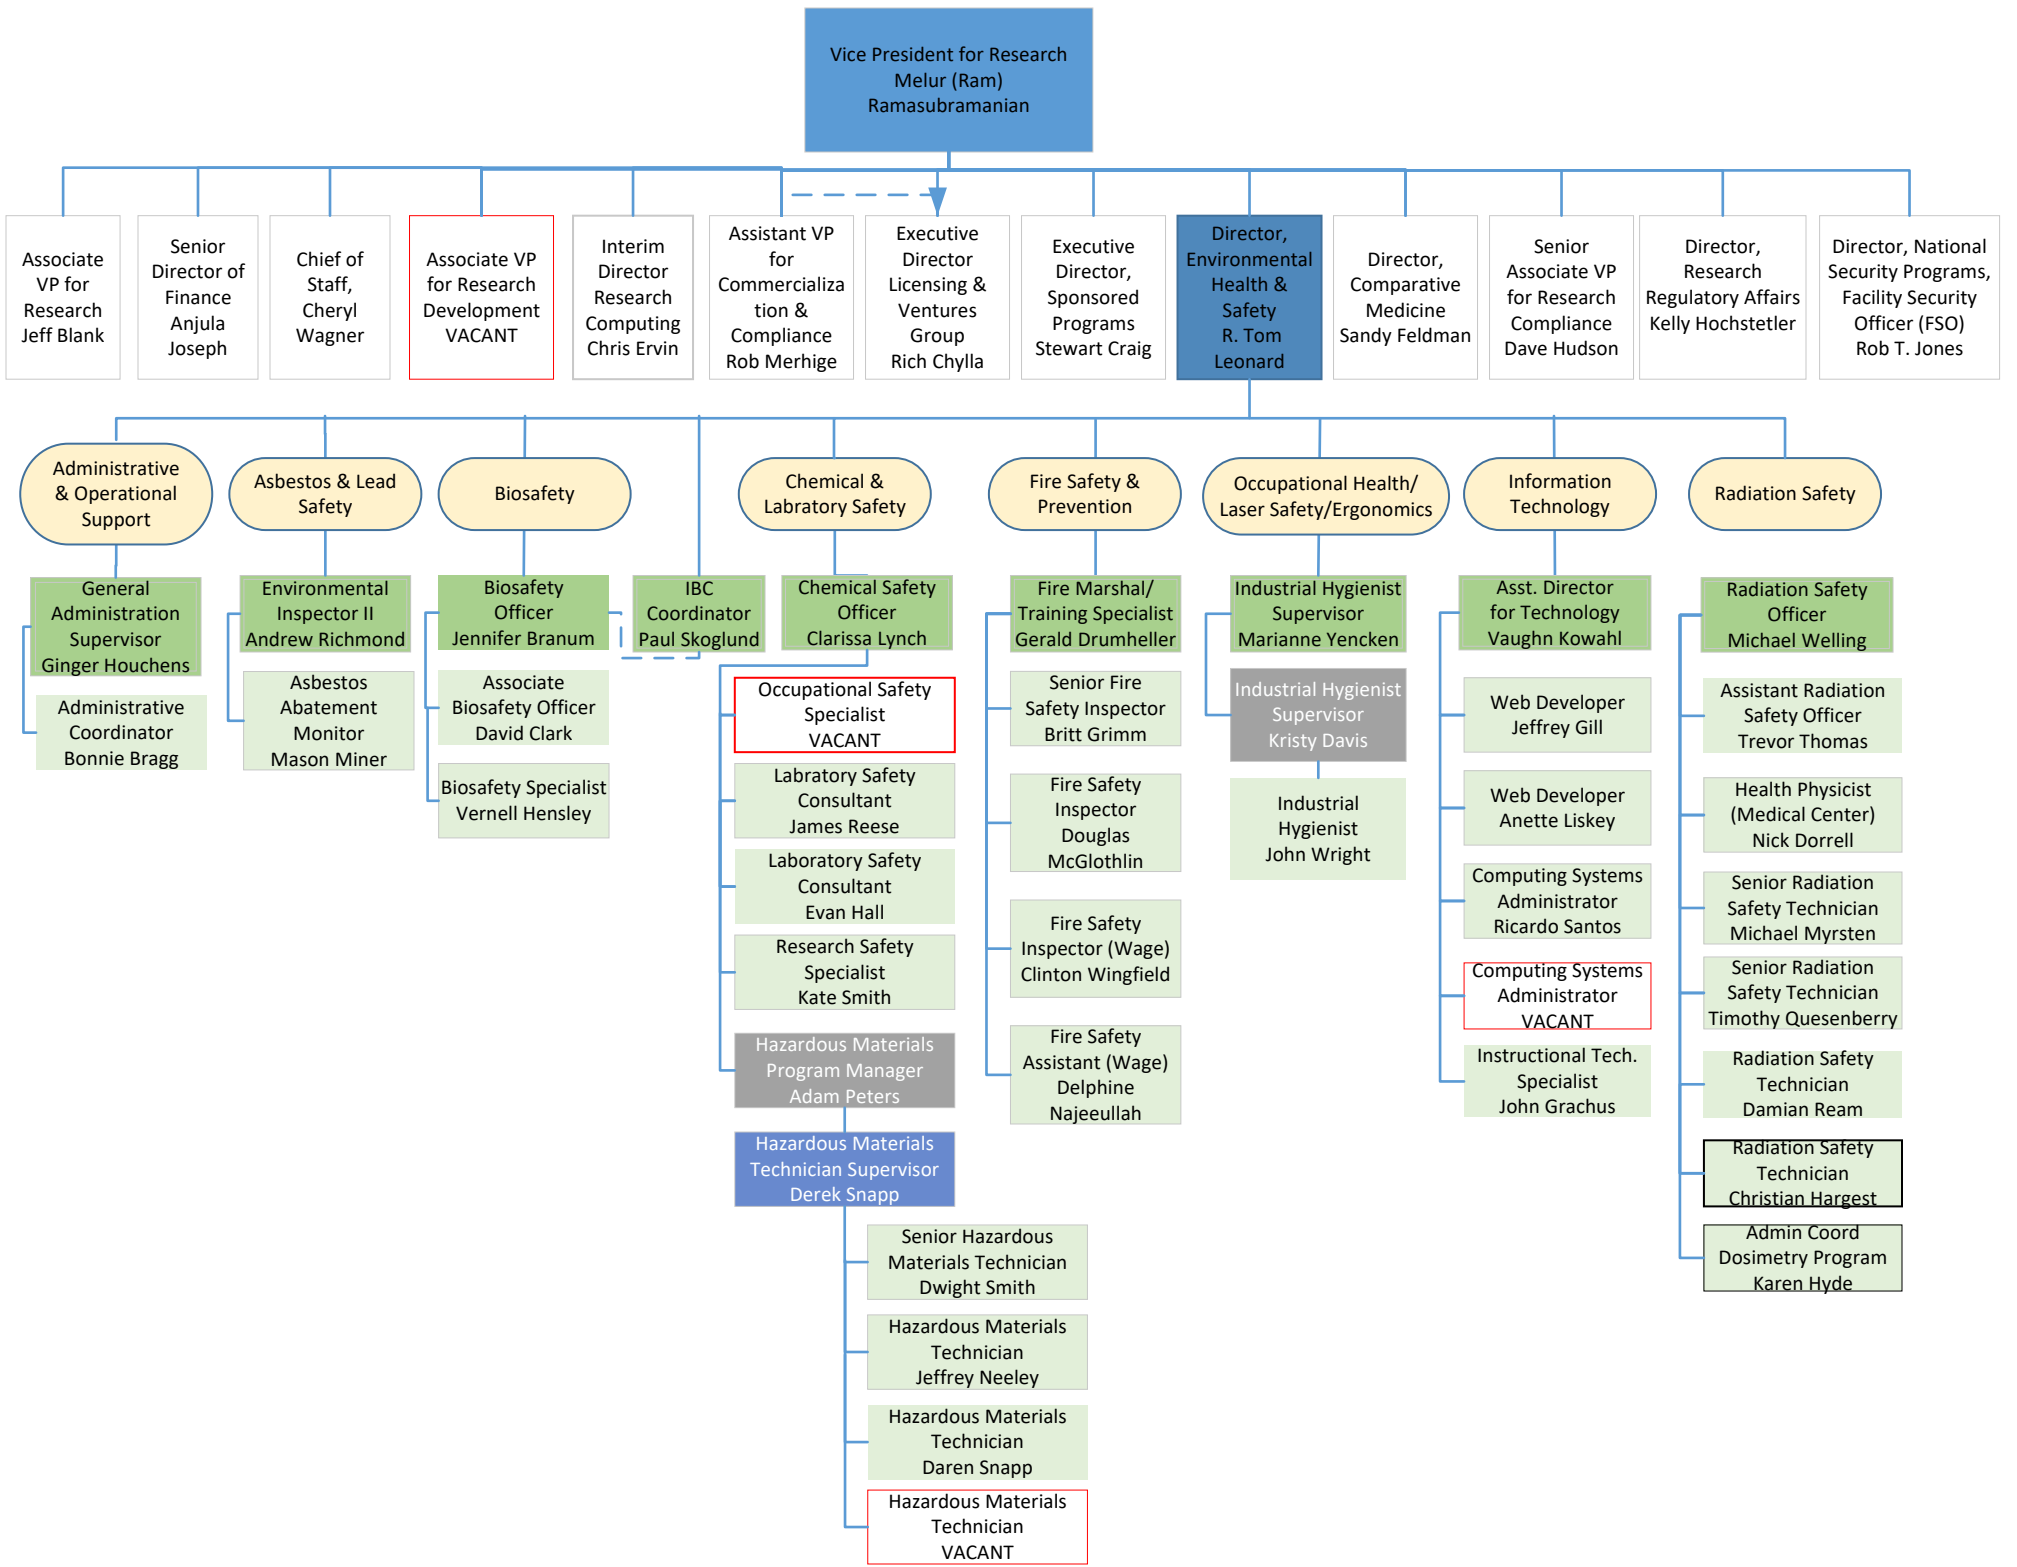 Vice President for Research
Melur (Ram)
Ramasubramanian
Associate
VP for
Research
Jeff Blank
Senior
Director of
Finance
Anjula
Joseph
Chief of
Staff,
Cheryl
Wagner
Associate VP
for Research
Development
VACANT
Interim
Director
Research
Computing
Chris Ervin
Assistant VP
for
Commercializa
tion &
Compliance
Rob Merhige
Executive
Director
Licensing &
Ventures
Group
Rich Chylla
Executive
Director,
Sponsored
Programs
Stewart Craig
Director,
Environmental
Health &
Safety
R. Tom
Leonard
Director,
Comparative
Medicine
Sandy Feldman
Senior
Associate VP
for Research
Compliance
Dave Hudson
Director,
Research
Regulatory Affairs
Kelly Hochstetler
Director, National
Security Programs,
Facility Security
Officer (FSO)
Rob T. Jones
Administrative
& Operational
Support
Asbestos & Lead
Safety
Biosafety
Chemical &
Labratory Safety
Fire Safety &
Prevention
Occupational Health/
Laser Safety/Ergonomics
Information
Technology
Radiation Safety
General
Administration
Supervisor
Ginger Houchens
Administrative
Coordinator
Bonnie Bragg
Environmental
Inspector II
Andrew Richmond
Asbestos
Abatement
Monitor
Mason Miner
Biosafety
Officer
Jennifer Branum
Associate
Biosafety Officer
David Clark
Biosafety Specialist
Vernell Hensley
IBC
Coordinator
Paul Skoglund
Chemical Safety
Officer
Clarissa Lynch
Occupational Safety
Specialist
VACANT
Labratory Safety
Consultant
James Reese
Laboratory Safety
Consultant
Evan Hall
Research Safety
Specialist
Kate Smith
Hazardous Materials
Program Manager
Adam Peters
Hazardous Materials
Technician Supervisor
Derek Snapp
Senior Hazardous
Materials Technician
Dwight Smith
Hazardous Materials
Technician
Jeffrey Neeley
Hazardous Materials
Technician
Daren Snapp
Hazardous Materials
Technician
VACANT
Fire Marshal/
Training Specialist
Gerald Drumheller
Senior Fire
Safety Inspector
Britt Grimm
Fire Safety
Inspector
Douglas
McGlothlin
Fire Safety
Inspector (Wage)
Clinton Wingfield
Fire Safety
Assistant (Wage)
Delphine
Najeeullah
Industrial Hygienist
Supervisor
Marianne Yencken
Industrial Hygienist
Supervisor
Kristy Davis
Industrial
Hygienist
John Wright
Asst. Director
for Technology
Vaughn Kowahl
Web Developer
Jeffrey Gill
Web Developer
Anette Liskey
Computing Systems
Administrator
Ricardo Santos
Computing Systems
Administrator
VACANT
Instructional Tech.
Specialist
John Grachus
Radiation Safety
Officer
Michael Welling
Assistant Radiation
Safety Officer
Trevor Thomas
Health Physicist
(Medical Center)
Nick Dorrell
Senior Radiation
Safety Technician
Michael Myrsten
Senior Radiation
Safety Technician
Timothy Quesenberry
Radiation Safety
Technician
Damian Ream
Radiation Safety
Technician
Christian Hargest
Admin Coord
Dosimetry Program
Karen Hyde